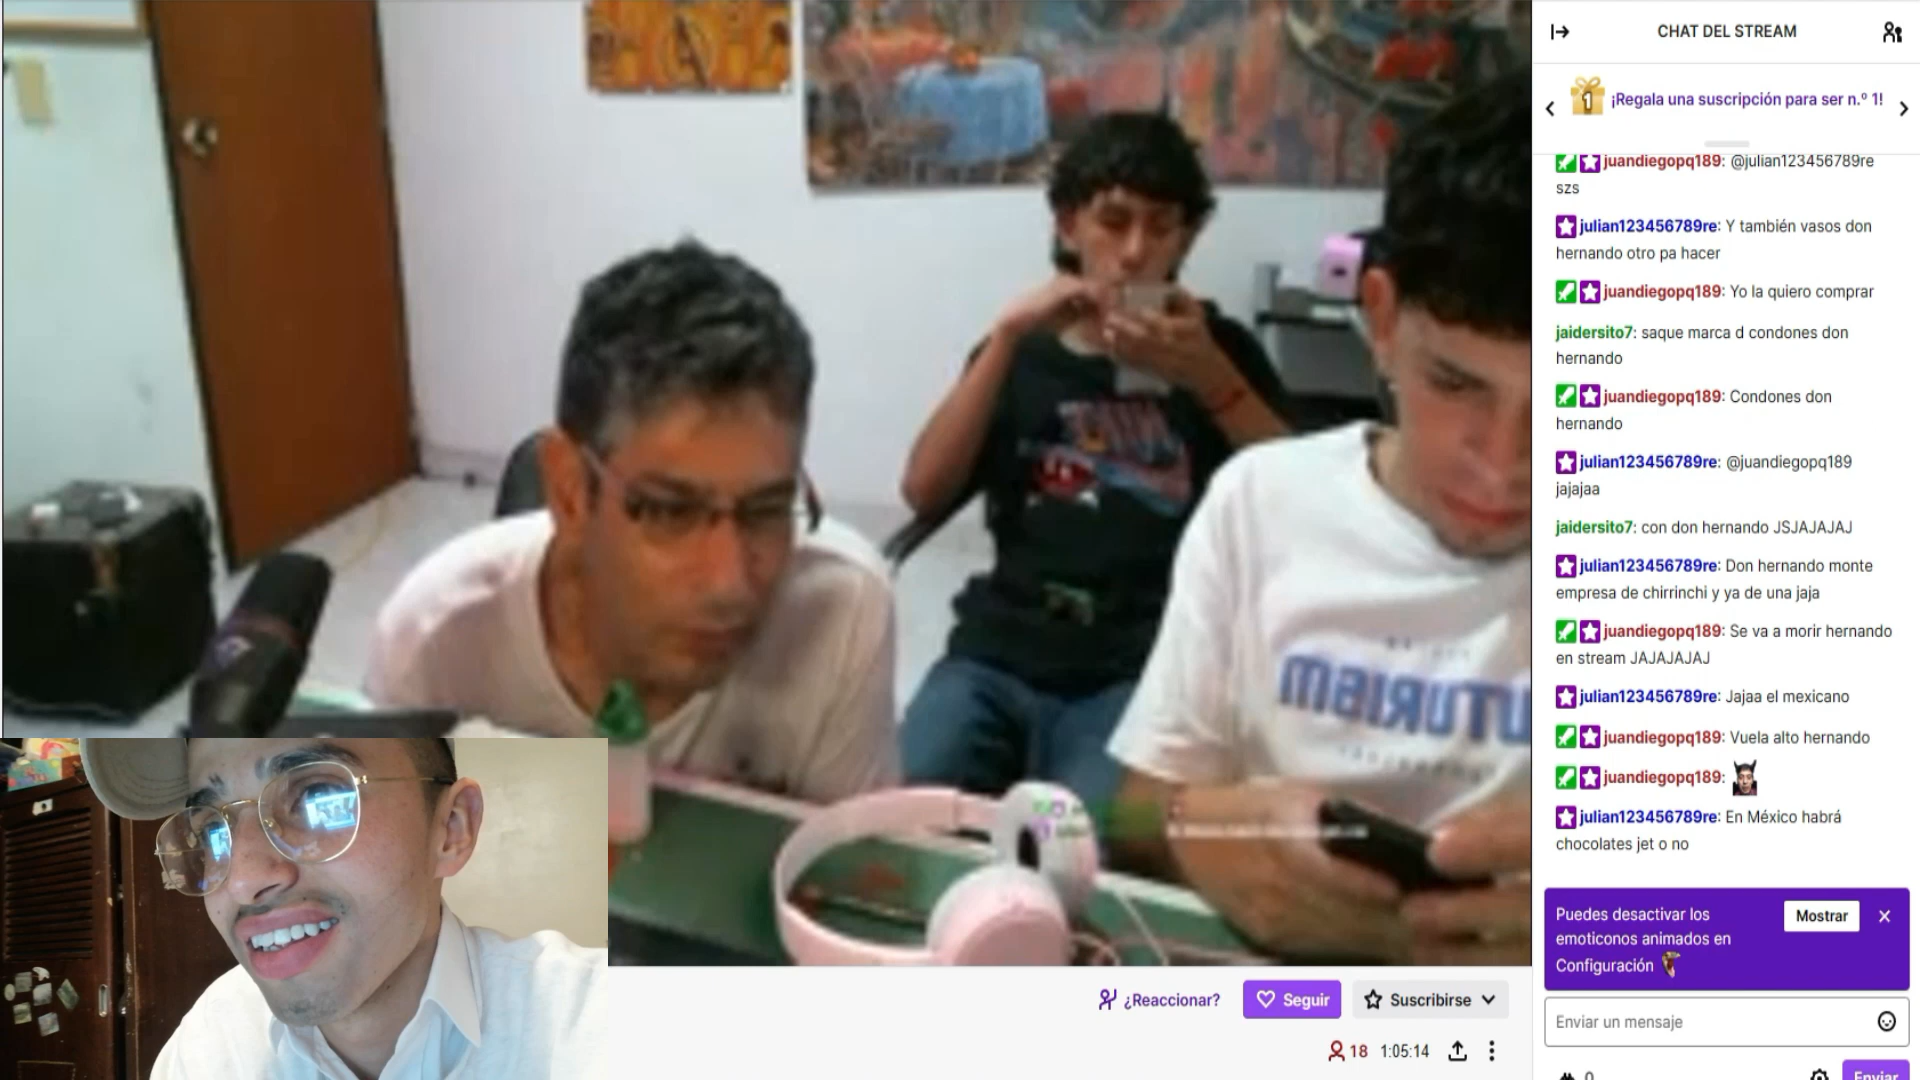 CHAT DEL STREAM
¡Regala una suscripción para ser n.º 1!
juandiegopq189: @julian123456789re
szs
julian123456789re: Y también vasos don
hernando otro pa hacer
juandiegopq189: Yo la quiero comprar
jaidersito7: saque marca d condones don
hernando
juandiegopq189: Condones don
hernando
julian123456789re: @juandiegopq189
jajajaa
jaidersito7: con don hernando JSJAJAJAJ
julian123456789re: Don hernando monte
empresa de chirrinchi y ya de una jaja
juandiegopq189: Se va a morir hernando
en stream JAJAJAJAJ
julian123456789re: Jajaa el mexicano
juandiegopq189: Vuela alto hernando
juandiegopq189:
julian123456789re: En México habrá
chocolates jet o no
Puedes desactivar los
emoticonos animados en
Configuración
Mostrar
Enviar un mensaje
0
Enviar
¿Reaccionar?
Seguir
Suscribirse
18
1:05:14